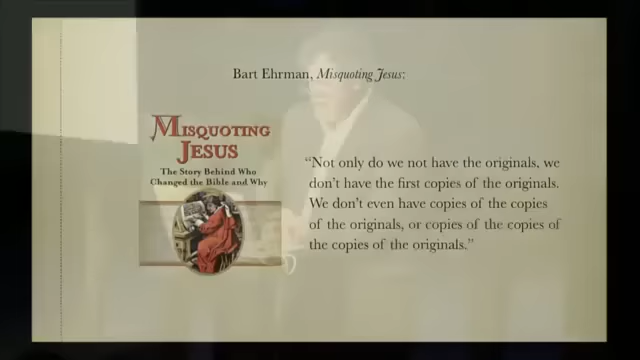 Bart Ehrman, Misquoting Jesus:
MISQUOTING
JESUS
The Story Behind Who
Changed the Bible and Why
“Not only do we not have the originals, we
don’t have the first copies of the originals.
We don’t even have copies of the copies
of the originals, or copies of the copies of
the copies of the originals.”